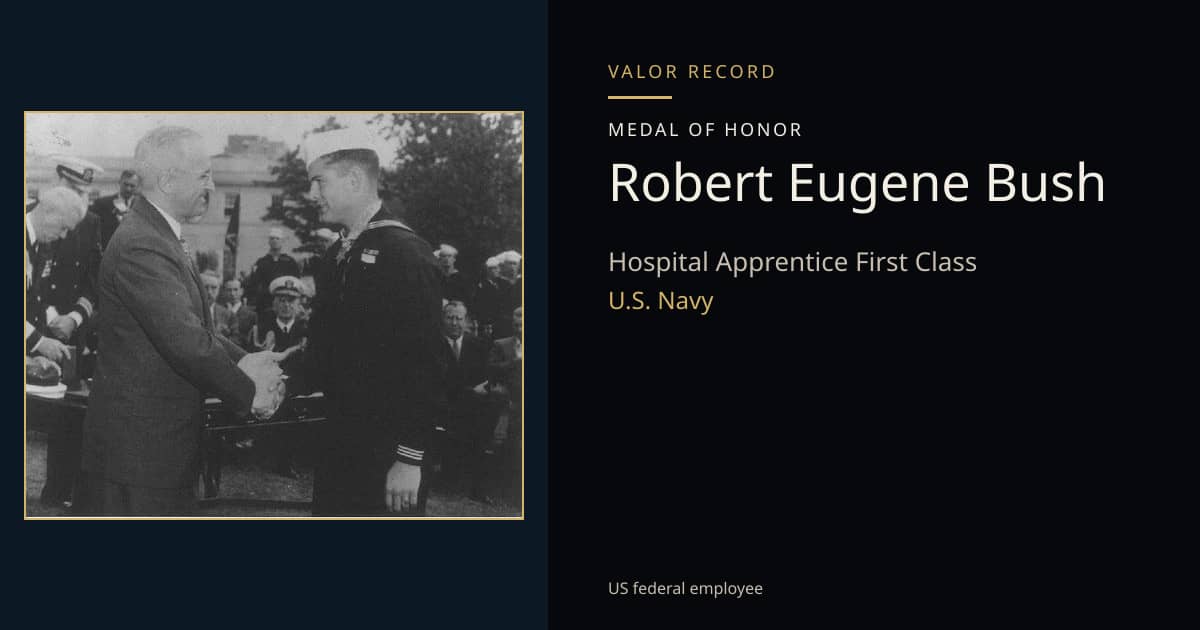 VALOR RECORD
MEDAL OF HONOR
Robert Eugene Bush
Hospital Apprentice First Class
U.S. Navy
US federal employee